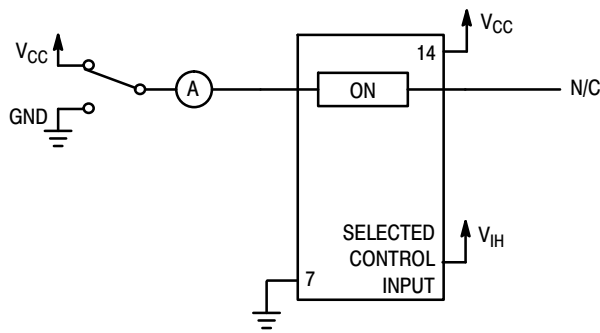 VCC
14
VCC
A
ON
N/C
GND
SELECTED
CONTROL
INPUT
VIH
7